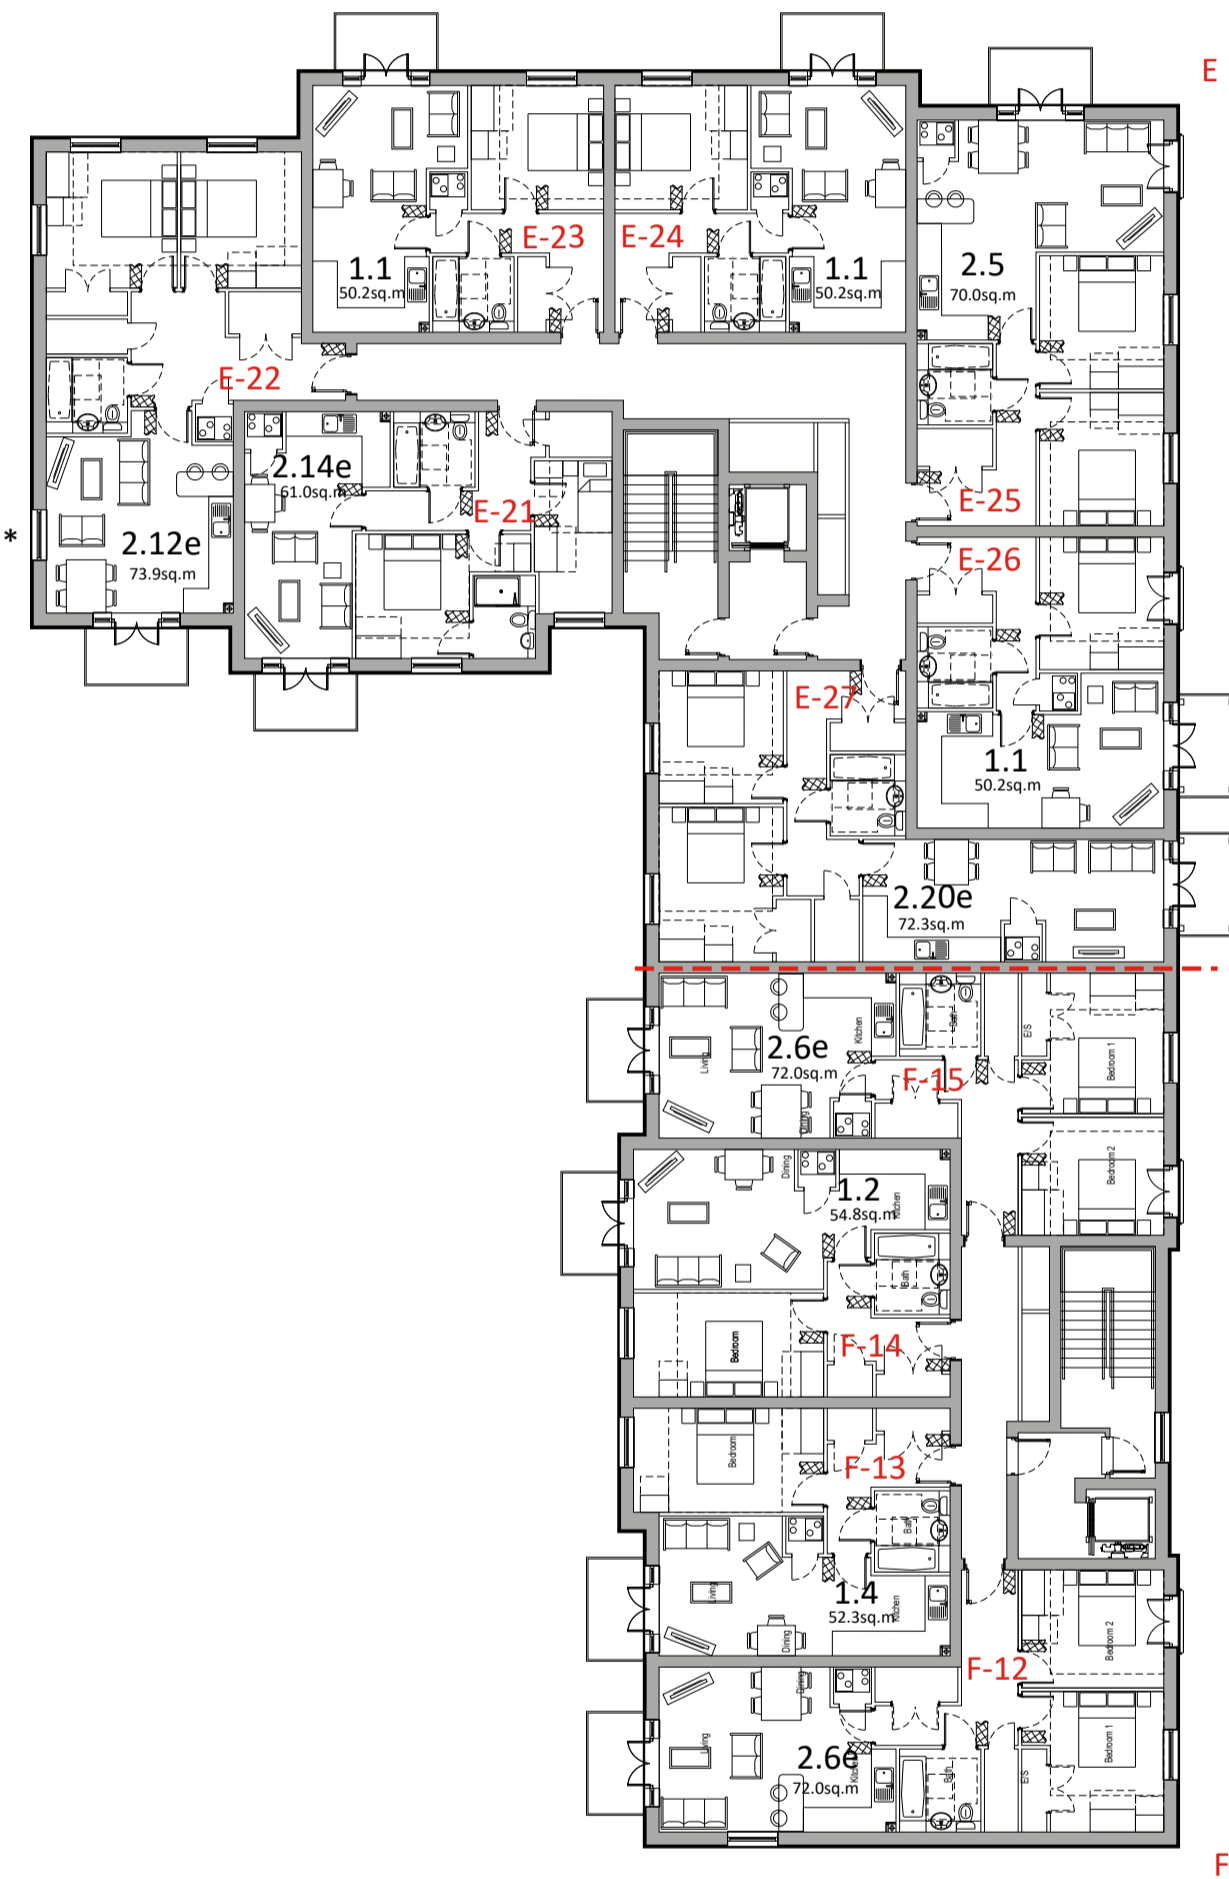 E
E-23
E-24
1.1
50.2sq.m
1.1
50.2sq.m
2.5
70.0sq.m
E-22
2.14e
61.0sq.m
E-21
E-25
*
2.12e
73.9sq.m
E-26
E-27
1.1
50.2sq.m
2.20e
72.3sq.m
Living
2.6e
72.0sq.m
Kitchen
Dining
Bath
F-15
E/S
Bedroom 1
Bedroom 2
Dining
1.2
54.8sq.m
Kitchen
Bath
Bedroom
F-14
Bedroom
F-13
Bath
Living
1.4
52.3sq.m
Kitchen
Dining
F-12
Bedroom 2
Dining
Living
2.6e
72.0sq.m
Kitchen
Bath
E/S
Bedroom 1
F